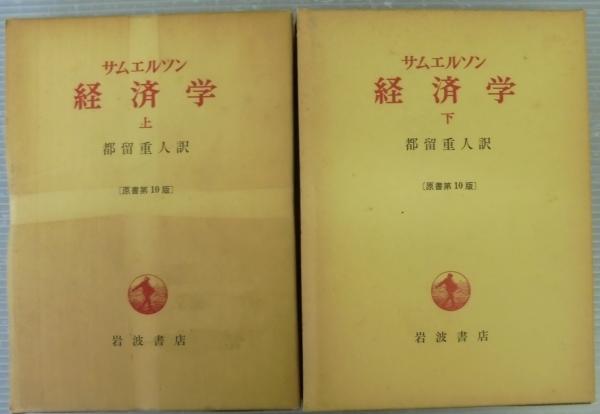 サムエルソン
経済学
上
都留重人訳
〔原書第10版〕
岩波書店
サムエルソン
経済学
下
都留重人訳
〔原書第10版〕
岩波書店